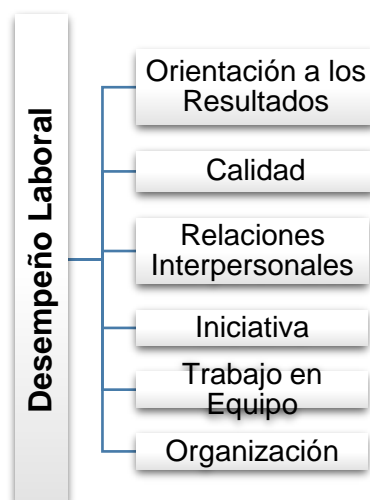 Desempeño Laboral
Orientación a los
Resultados
Calidad
Relaciones
Interpersonales
Iniciativa
Trabajo en
Equipo
Organización